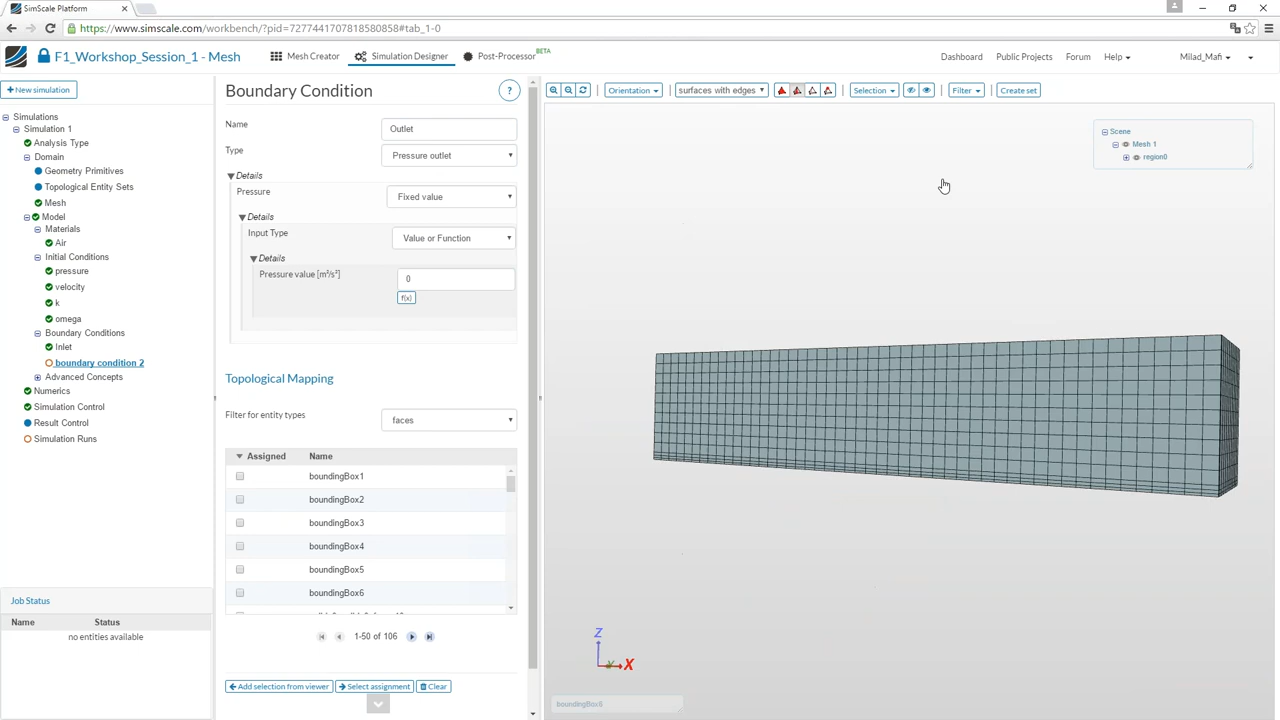 SimScale Platform
https://www.simscale.com/workbench/?pid=7277441707818580858#tab_1-0
F1_Workshop_Session_1 - Mesh
Mesh Creator
Simulation Designer
Post-Processor BETA
Dashboard
Public Projects
Forum
Help
Milad_Mafi
New simulation
Simulations
Simulation 1
Analysis Type
Domain
Geometry Primitives
Topological Entity Sets
Mesh
Model
Materials
Air
Initial Conditions
pressure
velocity
k
omega
Boundary Conditions
Inlet
boundary condition 2
Advanced Concepts
Numerics
Simulation Control
Result Control
Simulation Runs
Job Status
Name Status
no entities available
Boundary Condition
?
Name Outlet
Type Pressure outlet
Details
Pressure Fixed value
Details
Input Type Value or Function
Details
Pressure value [m²/s²] 0
f(x)
Topological Mapping
Filter for entity types faces
Assigned Name
boundingBox1
boundingBox2
boundingBox3
boundingBox4
boundingBox5
boundingBox6
1-50 of 106
Add selection from viewer
Select assignment
Clear
Orientation
surfaces with edges
Selection
Filter
Create set
Scene
Mesh 1
region0
Z
Y
X
boundingBox6